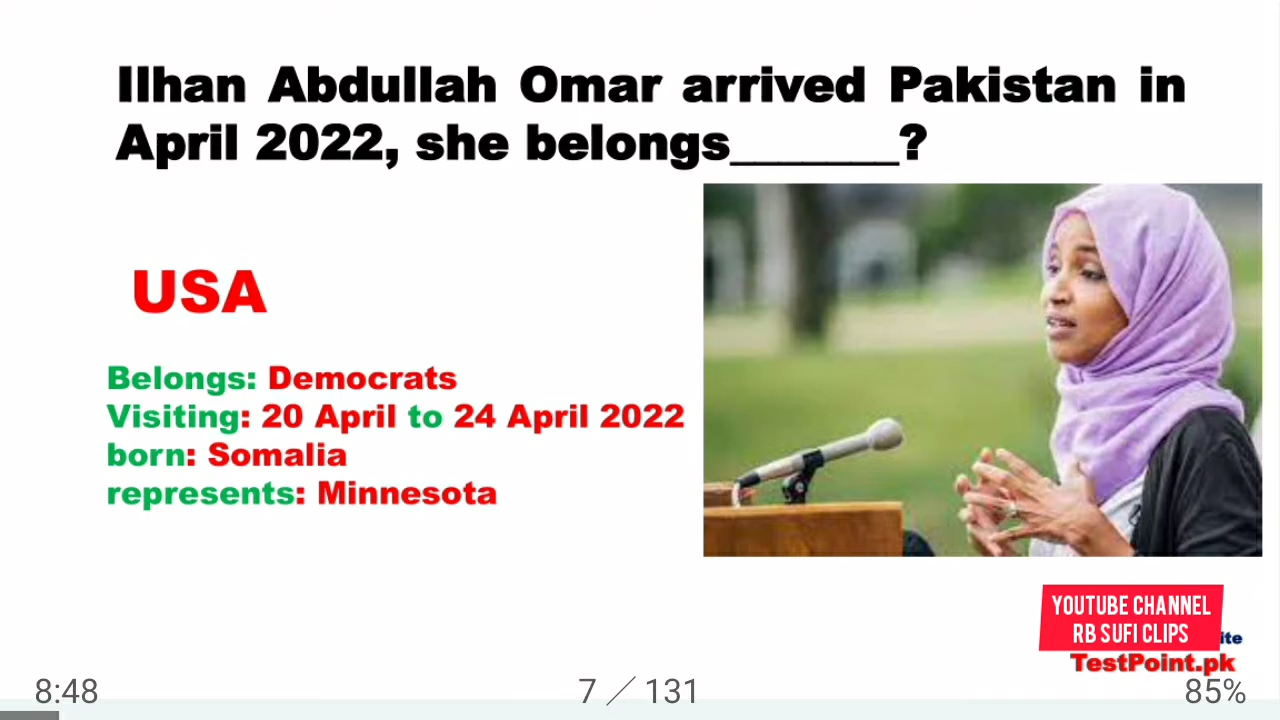 Ilhan Abdullah Omar arrived Pakistan in
April 2022, she belongs_______?
USA
Belongs: Democrats
Visiting: 20 April to 24 April 2022
born: Somalia
represents: Minnesota
YOUTUBE CHANNEL
RB SUFI CLIPS
TestPoint.pk
8:48
7 / 131
85%